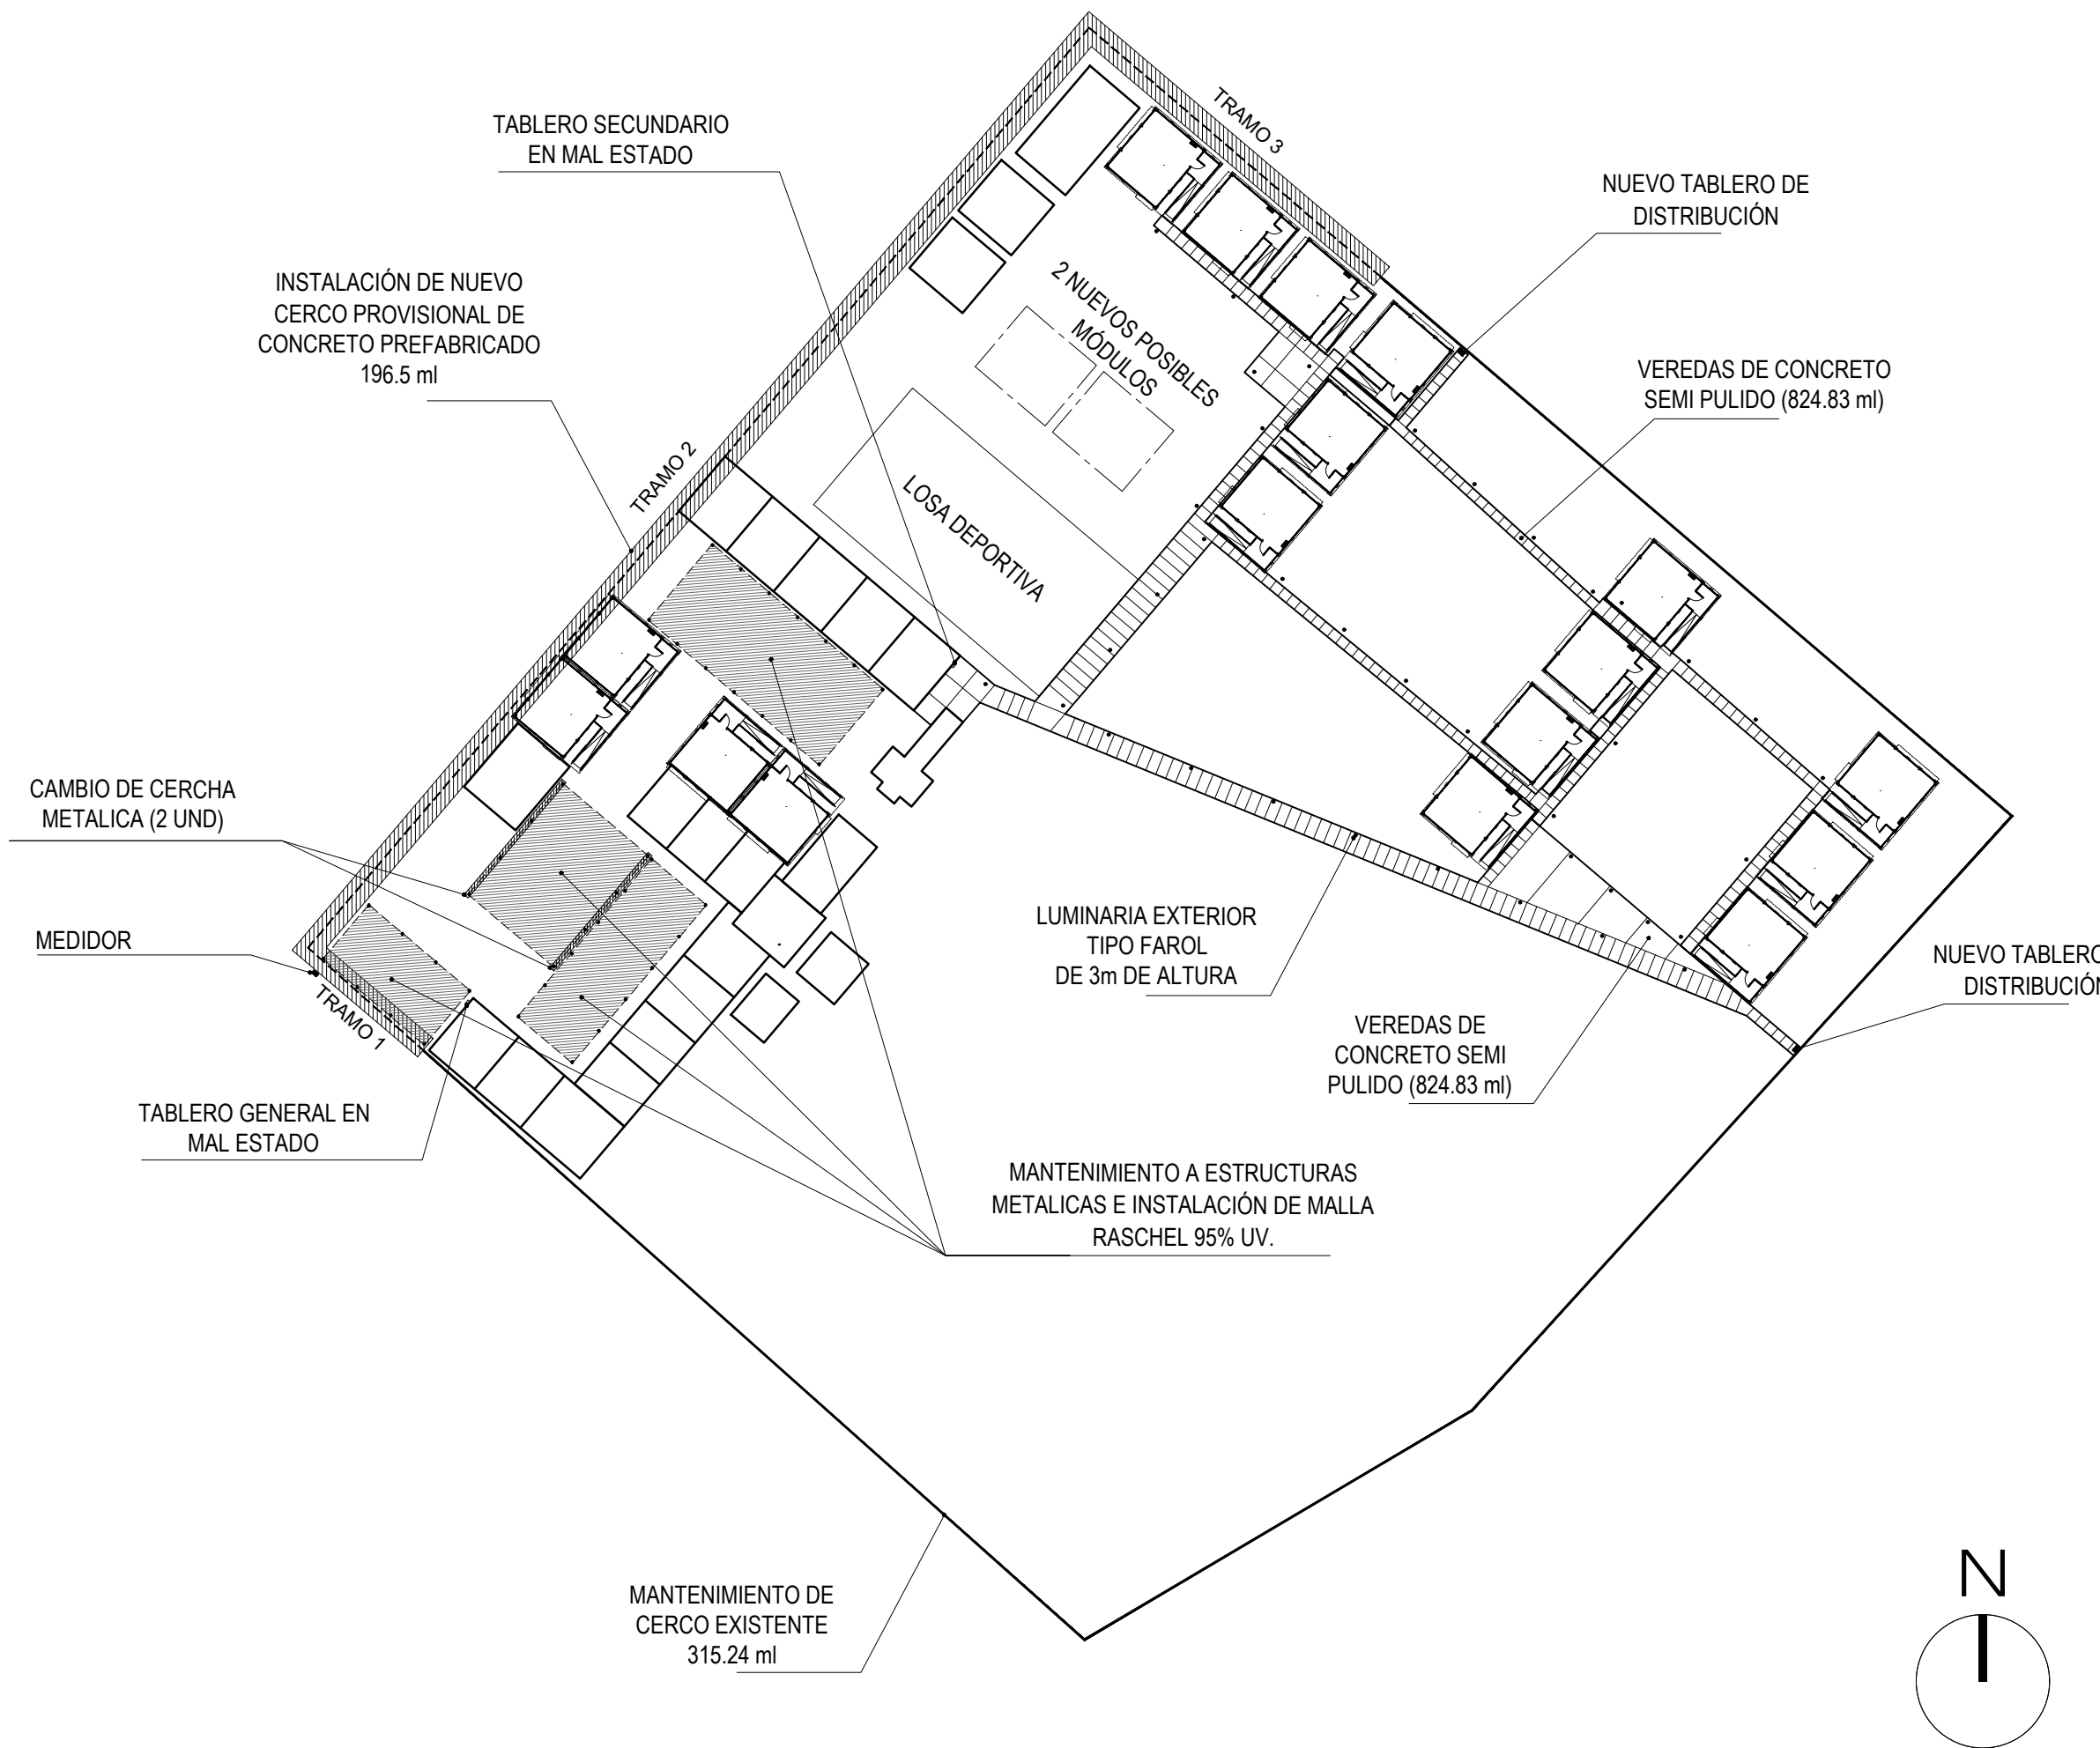 TRAMO 3
TABLERO SECUNDARIO
EN MAL ESTADO
NUEVO TABLERO DE
DISTRIBUCIÓN
INSTALACIÓN DE NUEVO
CERCO PROVISIONAL DE
CONCRETO PREFABRICADO
196.5 ml
2 NUEVOS POSIBLES
MÓDULOS
VEREDAS DE CONCRETO
SEMI PULIDO (824.83 ml)
TRAMO 2
LOSA DEPORTIVA
CAMBIO DE CERCHA
METALICA (2 UND)
MEDIDOR
TRAMO 1
LUMINARIA EXTERIOR
TIPO FAROL
DE 3m DE ALTURA
NUEVO TABLERO
DISTRIBUCIÓN
VEREDAS DE
CONCRETO SEMI
PULIDO (824.83 ml)
TABLERO GENERAL EN
MAL ESTADO
MANTENIMIENTO A ESTRUCTURAS
METALICAS E INSTALACIÓN DE MALLA
RASCHEL 95% UV.
MANTENIMIENTO DE
CERCO EXISTENTE
315.24 ml
N